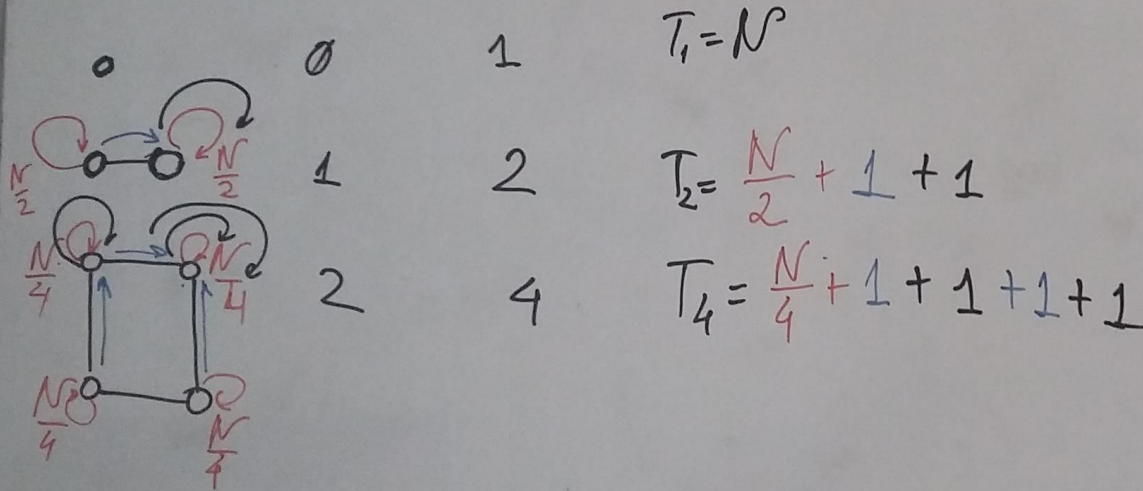 0 1 T₁ = N
N/2 N/2 1 2 T₂ = N/2 + 1 + 1
N/4 N/4 2 4 T₄ = N/4 + 1 + 1 + 1 + 1
N/4 N/4